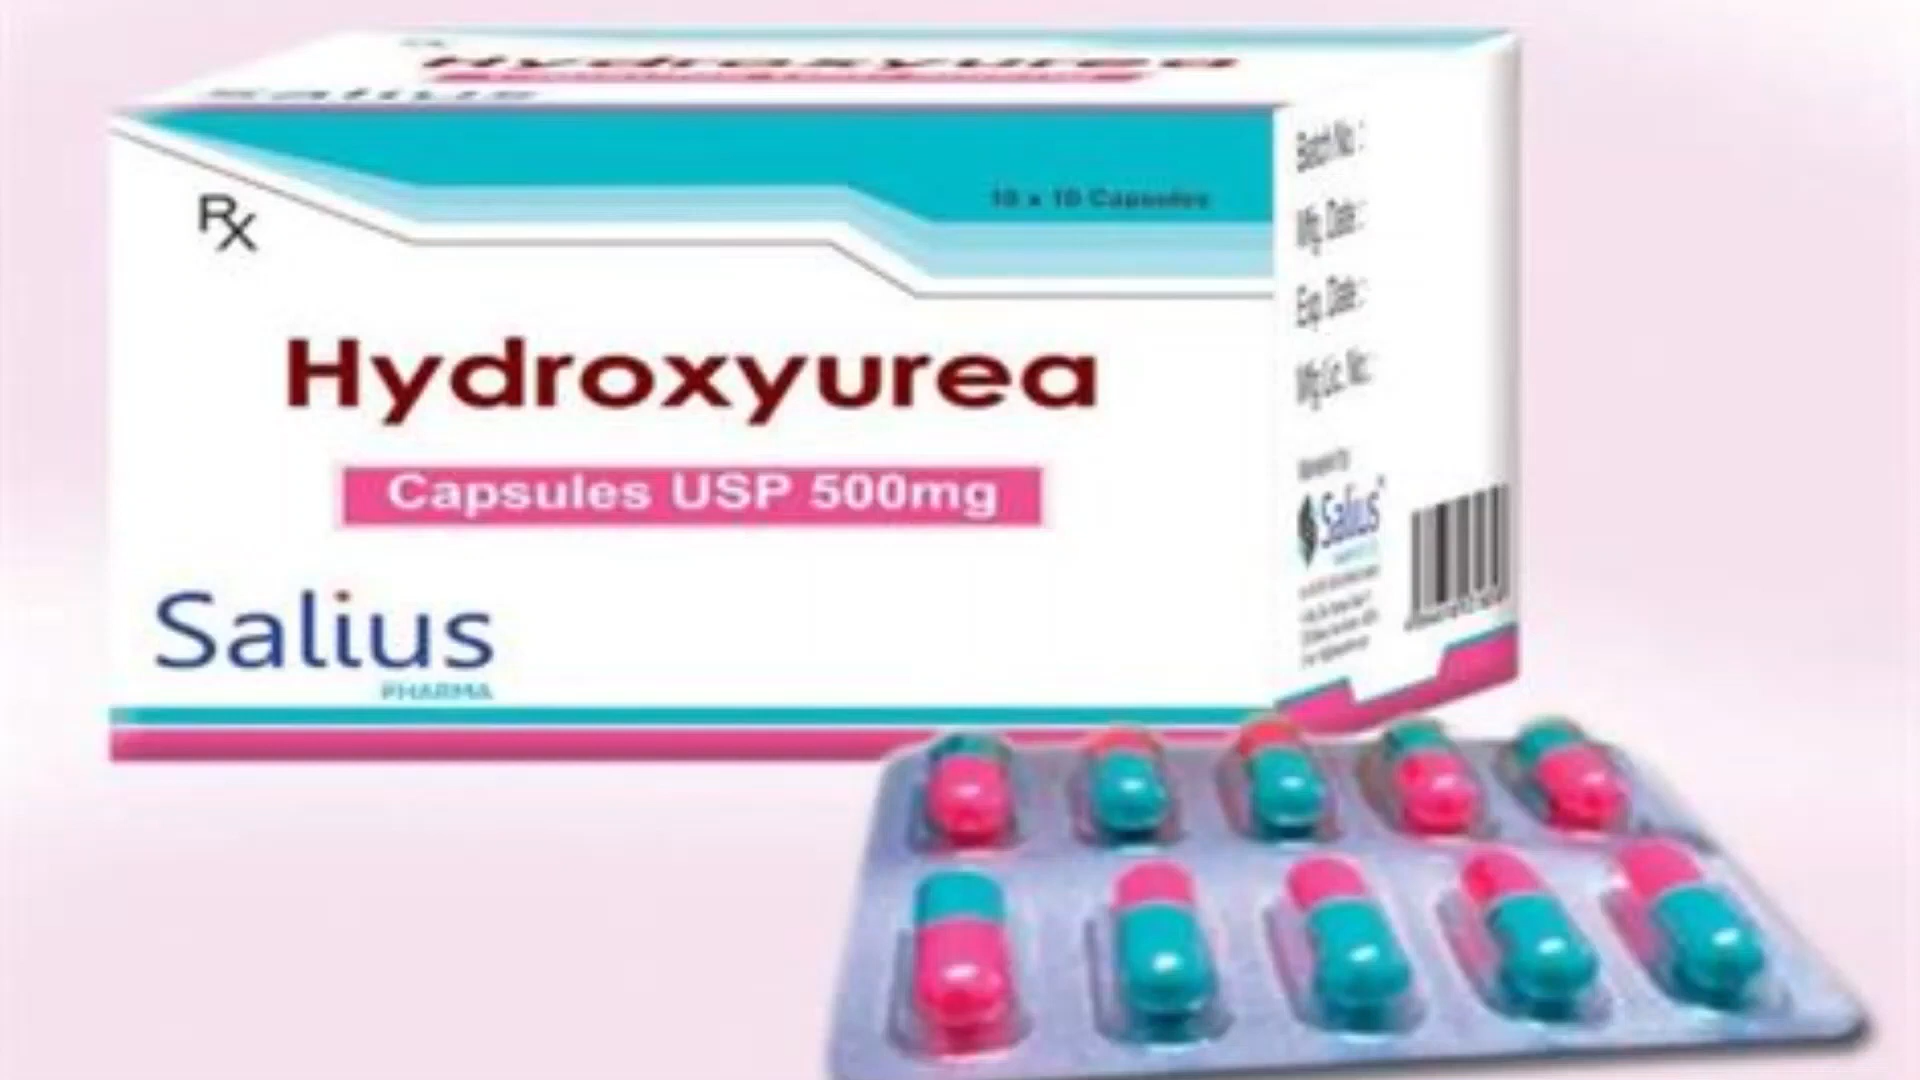 Hydroxyurea
Salius
10 x 10 Capsules
Rx
Hydroxyurea
Capsules USP 500mg
Salius
PHARMA
Batch No :
Mfg. Date :
Exp. Date :
Mfg Lic. No.:
Salius